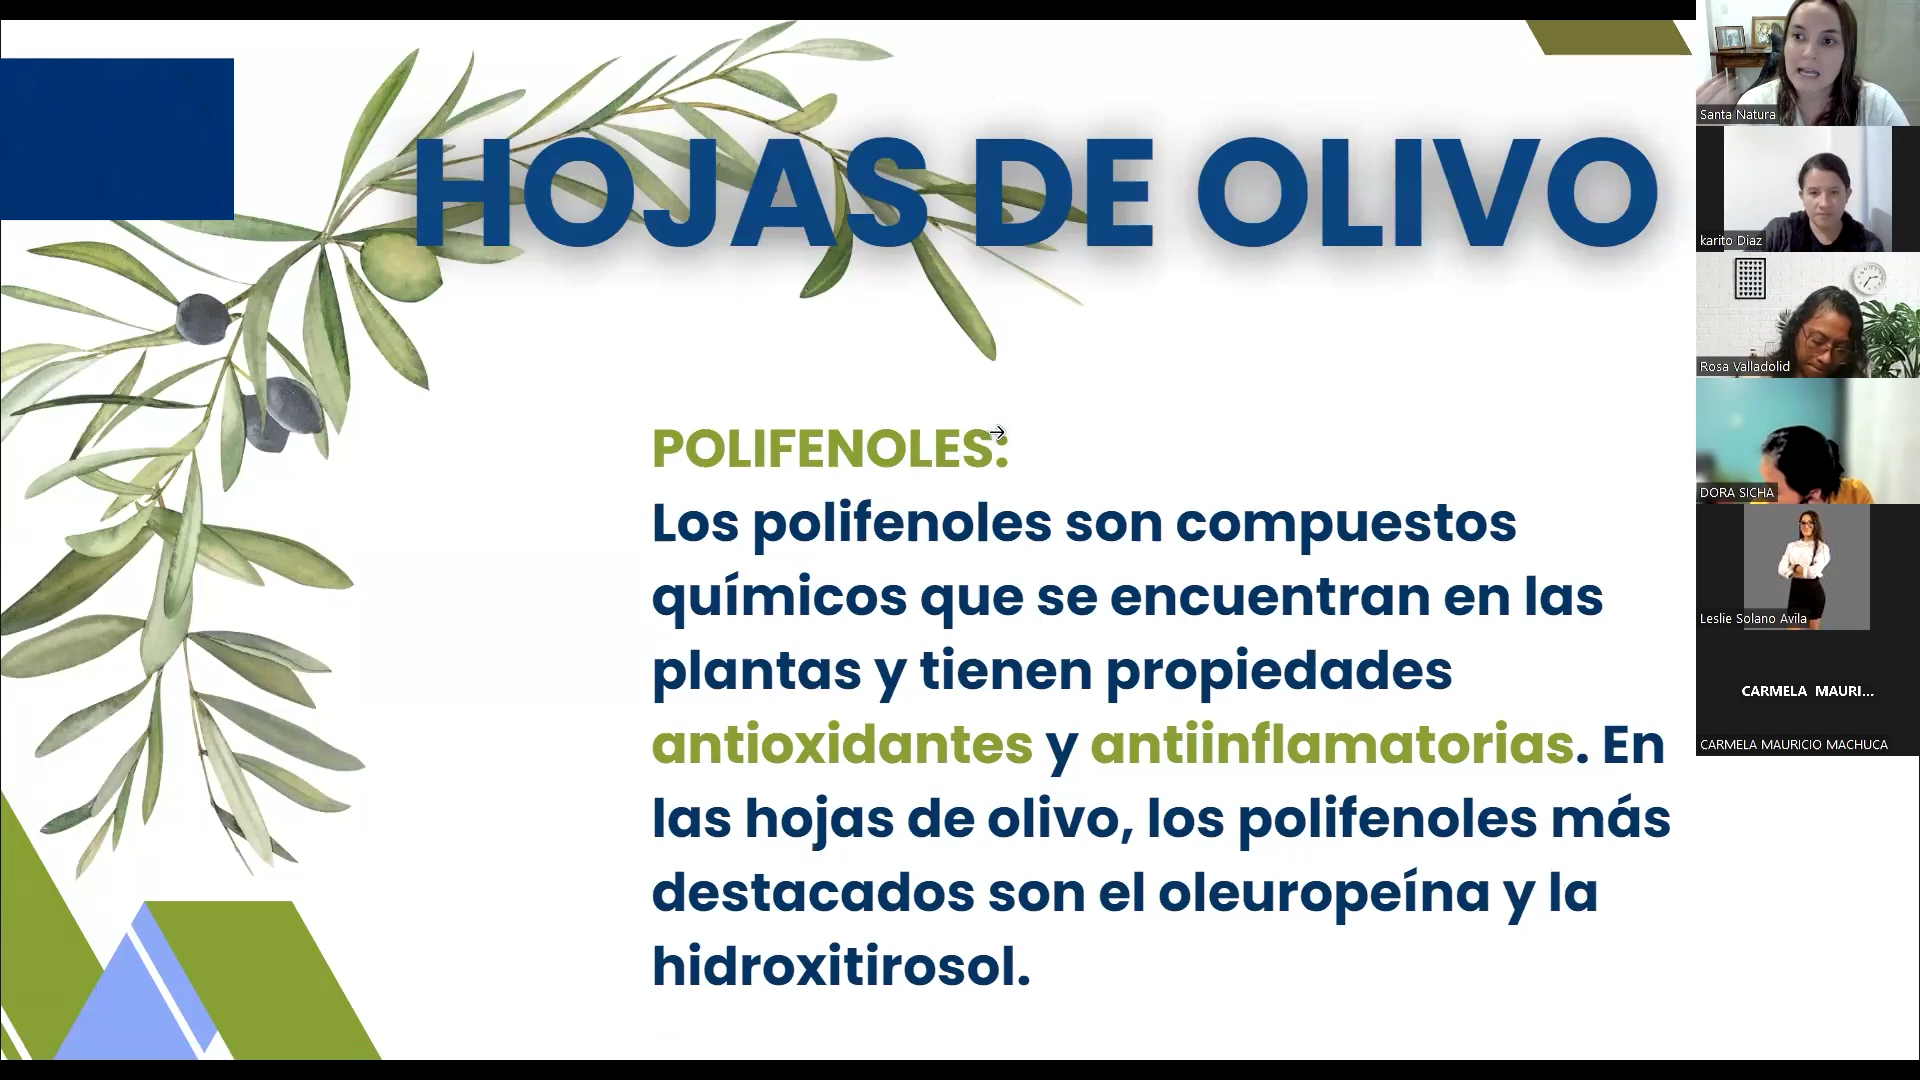 HOJAS DE OLIVO
POLIFENOLES:
Los polifenoles son compuestos
químicos que se encuentran en las
plantas y tienen propiedades
antioxidantes y antiinflamatorias. En
las hojas de olivo, los polifenoles más
destacados son el oleuropeína y la
hidroxitirosol.
Santa Natura
karito Díaz
Rosa Valladolid
DORA SICHA
Leslie Solano Avila
CARMELA MAURI...
CARMELA MAURICIO MACHUCA